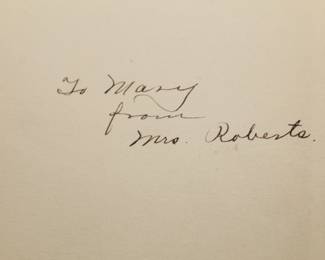 To Mary
from
Mrs. Roberts.